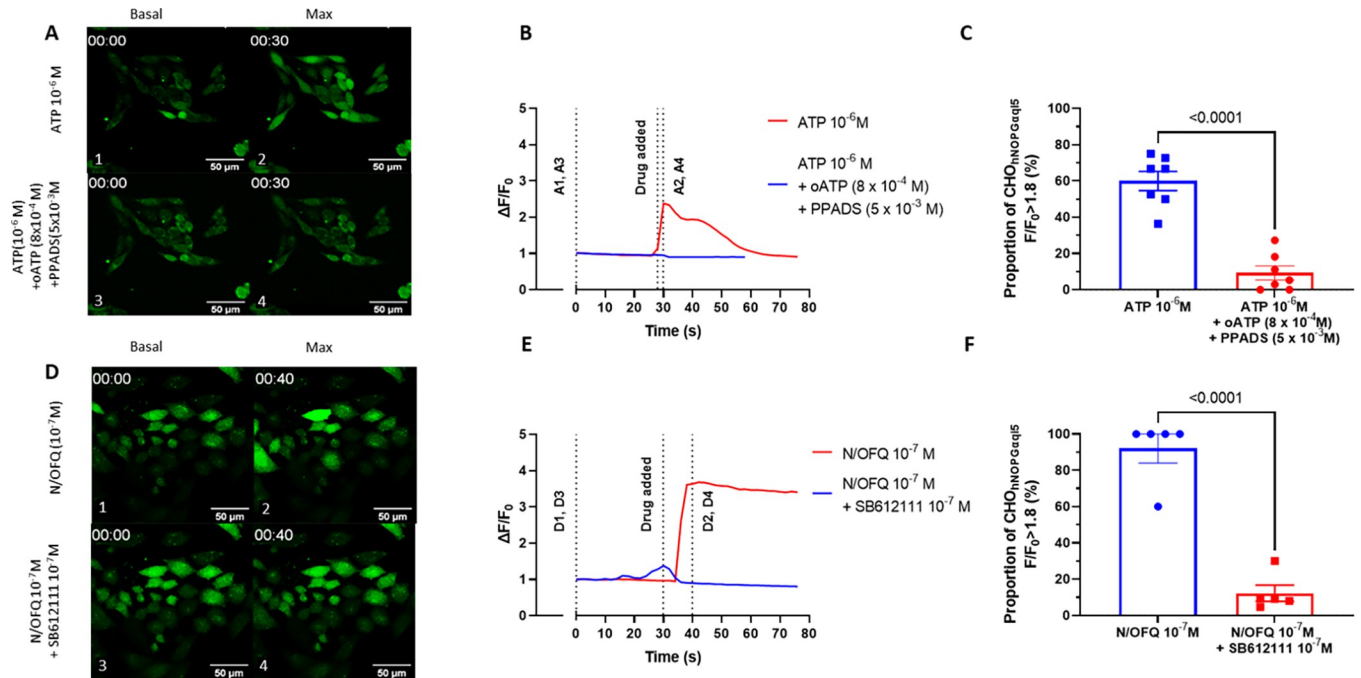 A
Basal
Max
ATP 10⁻⁶ M
00:00
00:30
1
50 µm
2
50 µm
ATP(10⁻⁶ M)
+oATP (8x10⁻⁴ M)
+PPADS(5x10⁻³M
00:00
00:30
3
50 µm
4
50 µm
B
ΔF/F₀
5
4
3
2
1
0
A1, A3
Drug added
A2, A4
0 10 20 30 40 50 60 70 80
Time (s)
ATP 10⁻⁶M
ATP 10⁻⁶ M
+ oATP (8 x 10⁻⁴ M)
+ PPADS (5 x 10⁻³ M)
C
Proportion of CHO_hNOPGαqI5
F/F₀>1.8 (%)
100
80
60
40
20
0
<0.0001
ATP 10⁻⁶M
ATP 10⁻⁶M
+ oATP (8 x 10⁻⁴M)
+ PPADS (5 x 10⁻³M)
D
Basal
Max
N/OFQ (10⁻⁷M)
00:00
00:40
1
50 µm
2
50 µm
N/OFQ 10⁻⁷M
+ SB612111 10⁻⁷M
00:00
00:40
3
50 µm
4
50 µm
E
ΔF/F₀
5
4
3
2
1
0
D1, D3
Drug added
D2, D4
0 10 20 30 40 50 60 70 80
Time (s)
N/OFQ 10⁻⁷ M
N/OFQ 10⁻⁷ M
+ SB612111 10⁻⁷ M
F
Proportion of CHO_hNOPGαqI5
F/F₀>1.8 (%)
100
80
60
40
20
0
<0.0001
N/OFQ 10⁻⁷M
N/OFQ 10⁻⁷M
+ SB612111 10⁻⁷M